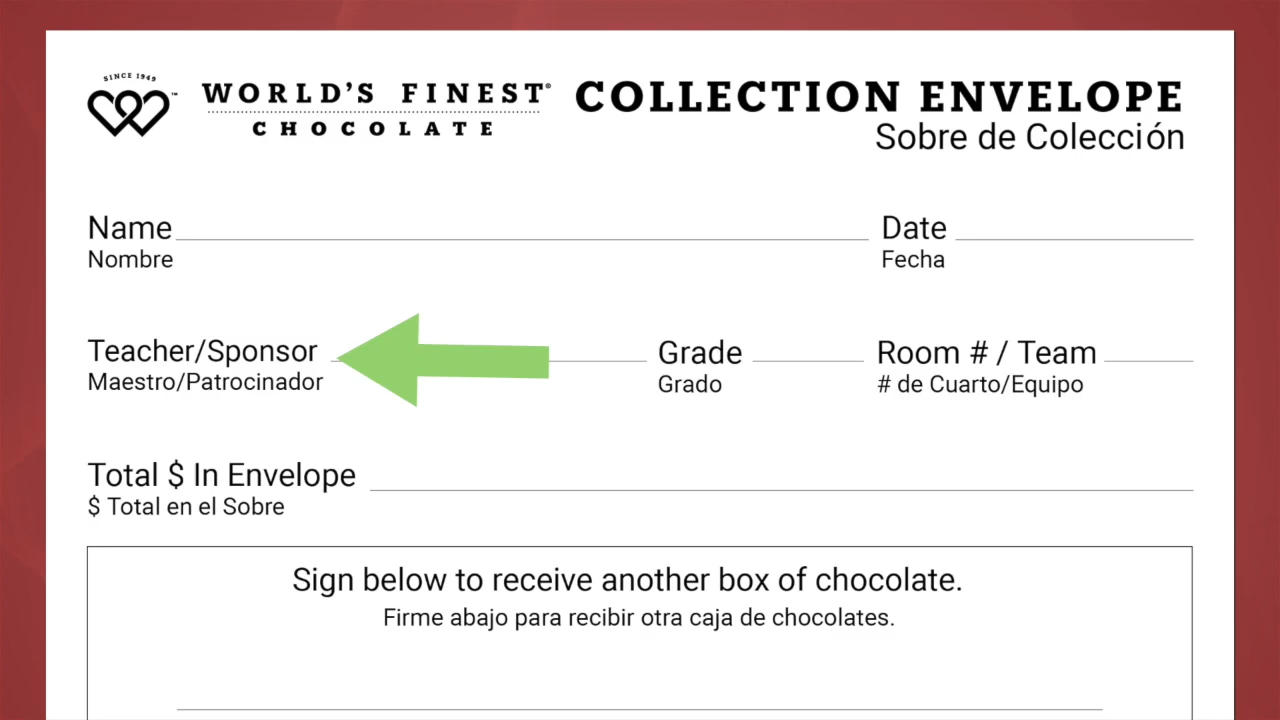 SINCE 1949
WORLD'S FINEST®
CHOCOLATE
COLLECTION ENVELOPE
Sobre de Colección
Name
Nombre
Date
Fecha
Teacher/Sponsor
Maestro/Patrocinador
Grade
Grado
Room # / Team
# de Cuarto/Equipo
Total $ In Envelope
$ Total en el Sobre
Sign below to receive another box of chocolate.
Firme abajo para recibir otra caja de chocolates.